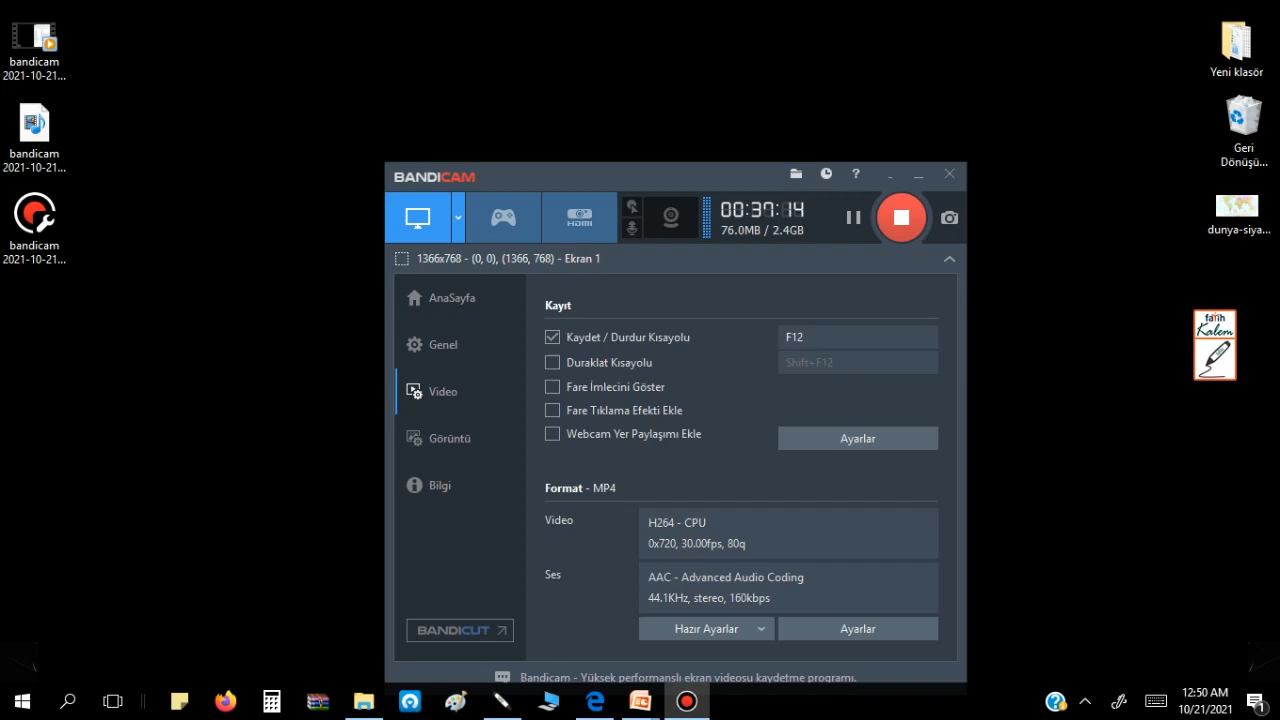 bandicam
2021-10-21...
bandicam
2021-10-21...
bandicam
2021-10-21...
Yeni klasör
Geri
Dönüşü...
dunya-siya...
fatih
Kalem
BANDICAM
HDMI
00:37:14
76.0MB / 2.4GB
1366x768 - (0, 0), (1366, 768) - Ekran 1
AnaSayfa
Genel
Video
Görüntü
Bilgi
BANDICUT
Kayıt
Kaydet / Durdur Kısayolu
F12
Duraklat Kısayolu
Shift+F12
Fare İmlecini Göster
Fare Tıklama Efekti Ekle
Webcam Yer Paylaşımı Ekle
Ayarlar
Format - MP4
Video
H264 - CPU
0x720, 30.00fps, 80q
Ses
AAC - Advanced Audio Coding
44.1KHz, stereo, 160kbps
Hazır Ayarlar
Ayarlar
Bandicam - Yüksek performanslı ekran videosu kaydetme programı.
12:50 AM
10/21/2021
1